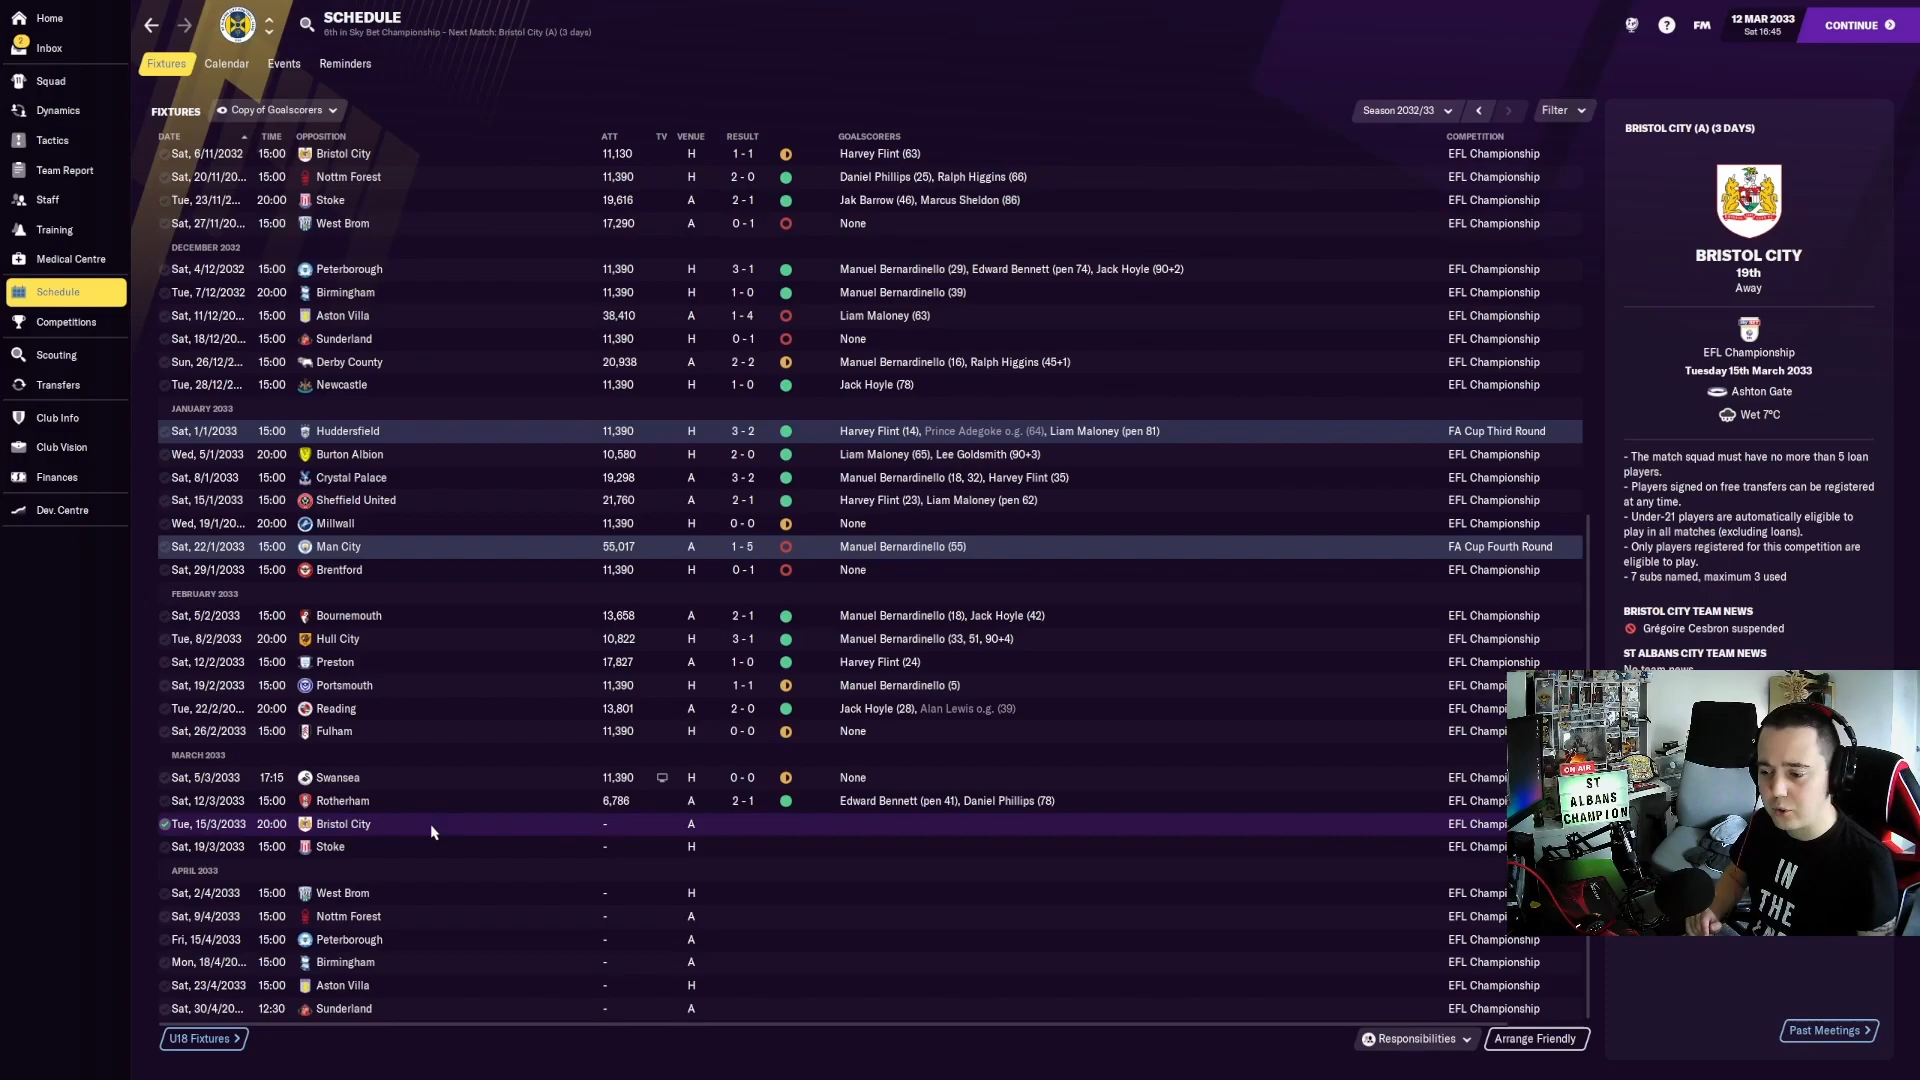 Home
2
Inbox
Squad
Dynamics
Tactics
Team Report
Staff
Training
Medical Centre
Schedule
Competitions
Scouting
Transfers
Club Info
Club Vision
Finances
Dev. Centre
SCHEDULE
6th in Sky Bet Championship - Next Match: Bristol City (A) (3 days)
? FM 12 MAR 2033
Sat 16:45
CONTINUE
Fixtures Calendar Events Reminders
FIXTURES Copy of Goalscorers Season 2032/33 Filter
DATE TIME OPPOSITION ATT TV VENUE RESULT GOALSCORERS COMPETITION
Sat, 6/11/2032 15:00 Bristol City 11,130 H 1 - 1 Harvey Flint (63) EFL Championship
Sat, 20/11/20... 15:00 Nottm Forest 11,390 H 2 - 0 Daniel Phillips (25), Ralph Higgins (66) EFL Championship
Tue, 23/11/2... 20:00 Stoke 19,616 A 2 - 1 Jak Barrow (46), Marcus Sheldon (86) EFL Championship
Sat, 27/11/20... 15:00 West Brom 17,290 A 0 - 1 None EFL Championship
DECEMBER 2032
Sat, 4/12/2032 15:00 Peterborough 11,390 H 3 - 1 Manuel Bernardinello (29), Edward Bennett (pen 74), Jack Hoyle (90+2) EFL Championship
Tue, 7/12/2032 20:00 Birmingham 11,390 H 1 - 0 Manuel Bernardinello (39) EFL Championship
Sat, 11/12/20... 15:00 Aston Villa 38,410 A 1 - 4 Liam Maloney (63) EFL Championship
Sat, 18/12/20... 15:00 Sunderland 11,390 H 0 - 1 None EFL Championship
Sun, 26/12/2... 15:00 Derby County 20,938 A 2 - 2 Manuel Bernardinello (16), Ralph Higgins (45+1) EFL Championship
Tue, 28/12/2... 15:00 Newcastle 11,390 H 1 - 0 Jack Hoyle (78) EFL Championship
JANUARY 2033
Sat, 1/1/2033 15:00 Huddersfield 11,390 H 3 - 2 Harvey Flint (14), Prince Adegoke o.g. (64), Liam Maloney (pen 81) FA Cup Third Round
Wed, 5/1/2033 20:00 Burton Albion 10,580 H 2 - 0 Liam Maloney (65), Lee Goldsmith (90+3) EFL Championship
Sat, 8/1/2033 15:00 Crystal Palace 19,298 A 3 - 2 Manuel Bernardinello (18, 32), Harvey Flint (35) EFL Championship
Sat, 15/1/2033 15:00 Sheffield United 21,760 A 2 - 1 Harvey Flint (23), Liam Maloney (pen 62) EFL Championship
Wed, 19/1/20... 20:00 Millwall 11,390 H 0 - 0 None EFL Championship
Sat, 22/1/2033 15:00 Man City 55,017 A 1 - 5 Manuel Bernardinello (55) FA Cup Fourth Round
Sat, 29/1/2033 15:00 Brentford 11,390 H 0 - 1 None EFL Championship
FEBRUARY 2033
Sat, 5/2/2033 15:00 Bournemouth 13,658 A 2 - 1 Manuel Bernardinello (18), Jack Hoyle (42) EFL Championship
Tue, 8/2/2033 20:00 Hull City 10,822 H 3 - 1 Manuel Bernardinello (33, 51, 90+4) EFL Championship
Sat, 12/2/2033 15:00 Preston 17,827 A 1 - 0 Harvey Flint (24) EFL Championship
Sat, 19/2/2033 15:00 Portsmouth 11,390 H 1 - 1 Manuel Bernardinello (5) EFL Champi
Tue, 22/2/20... 20:00 Reading 13,801 A 2 - 0 Jack Hoyle (28), Alan Lewis o.g. (39) EFL Champi
Sat, 26/2/2033 15:00 Fulham 11,390 H 0 - 0 None EFL Champi
MARCH 2033
Sat, 5/3/2033 17:15 Swansea 11,390 H 0 - 0 None EFL Champi
Sat, 12/3/2033 15:00 Rotherham 6,786 A 2 - 1 Edward Bennett (pen 41), Daniel Phillips (78) EFL Champi
Tue, 15/3/2033 20:00 Bristol City - A EFL Champi
Sat, 19/3/2033 15:00 Stoke - H EFL Champi
APRIL 2033
Sat, 2/4/2033 15:00 West Brom - H EFL Champi
Sat, 9/4/2033 15:00 Nottm Forest - A EFL Champi
Fri, 15/4/2033 15:00 Peterborough - A EFL Championship
Mon, 18/4/20... 15:00 Birmingham - A EFL Championship
Sat, 23/4/2033 15:00 Aston Villa - H EFL Championship
Sat, 30/4/20... 12:30 Sunderland - A EFL Championship
U18 Fixtures Responsibilities Arrange Friendly
BRISTOL CITY (A) (3 DAYS)
BRISTOL CITY
19th
Away
EFL Championship
Tuesday 15th March 2033
Ashton Gate
Wet 7°C
- The match squad must have no more than 5 loan
players.
- Players signed on free transfers can be registered
at any time.
- Under-21 players are automatically eligible to
play in all matches (excluding loans).
- Only players registered for this competition are
eligible to play.
- 7 subs named, maximum 3 used
BRISTOL CITY TEAM NEWS
Grégoire Cesbron suspended
ST ALBANS CITY TEAM NEWS
No team news
ON AIR
ST
ALBANS
CHAMPION
IN
THE
Past Meetings